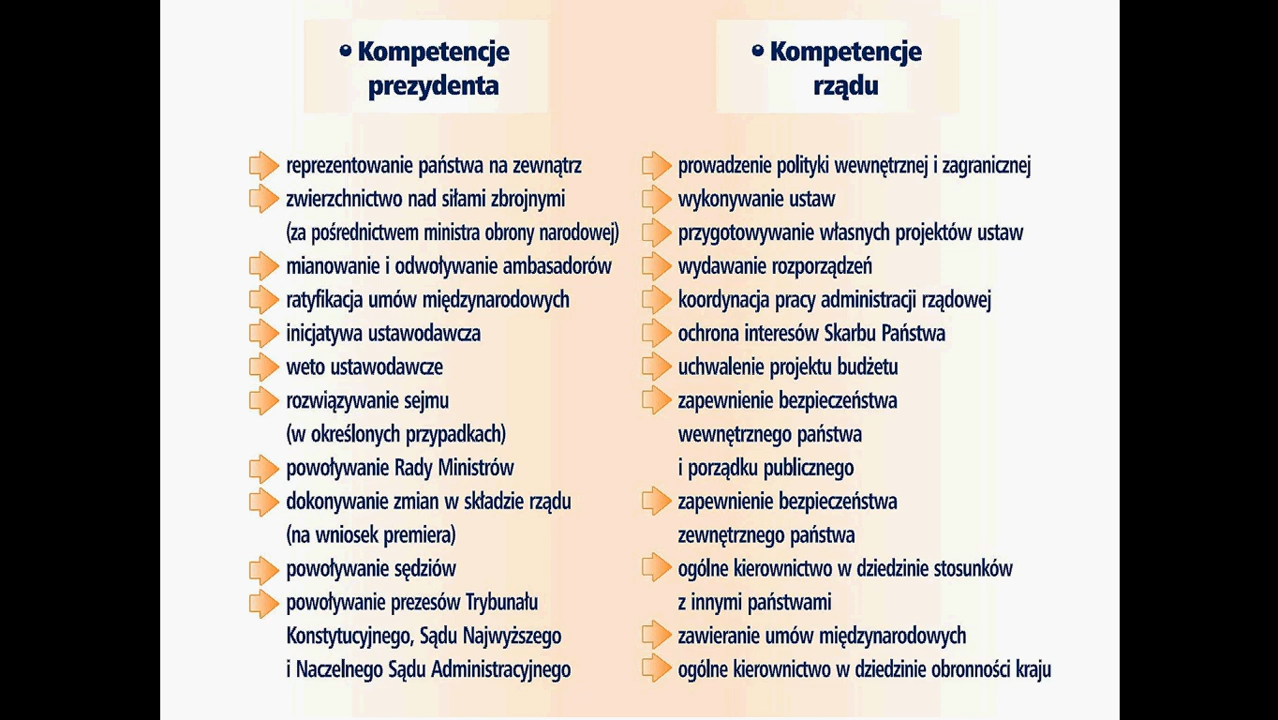 • Kompetencje
prezydenta
reprezentowanie państwa na zewnątrz
zwierzchnictwo nad siłami zbrojnymi
(za pośrednictwem ministra obrony narodowej)
mianowanie i odwoływanie ambasadorów
ratyfikacja umów międzynarodowych
inicjatywa ustawodawcza
weto ustawodawcze
rozwiązywanie sejmu
(w określonych przypadkach)
powoływanie Rady Ministrów
dokonywanie zmian w składzie rządu
(na wniosek premiera)
powoływanie sędziów
powoływanie prezesów Trybunału
Konstytucyjnego, Sądu Najwyższego
i Naczelnego Sądu Administracyjnego
• Kompetencje
rządu
prowadzenie polityki wewnętrznej i zagranicznej
wykonywanie ustaw
przygotowywanie własnych projektów ustaw
wydawanie rozporządzeń
koordynacja pracy administracji rządowej
ochrona interesów Skarbu Państwa
uchwalenie projektu budżetu
zapewnienie bezpieczeństwa
wewnętrznego państwa
i porządku publicznego
zapewnienie bezpieczeństwa
zewnętrznego państwa
ogólne kierownictwo w dziedzinie stosunków
z innymi państwami
zawieranie umów międzynarodowych
ogólne kierownictwo w dziedzinie obronności kraju